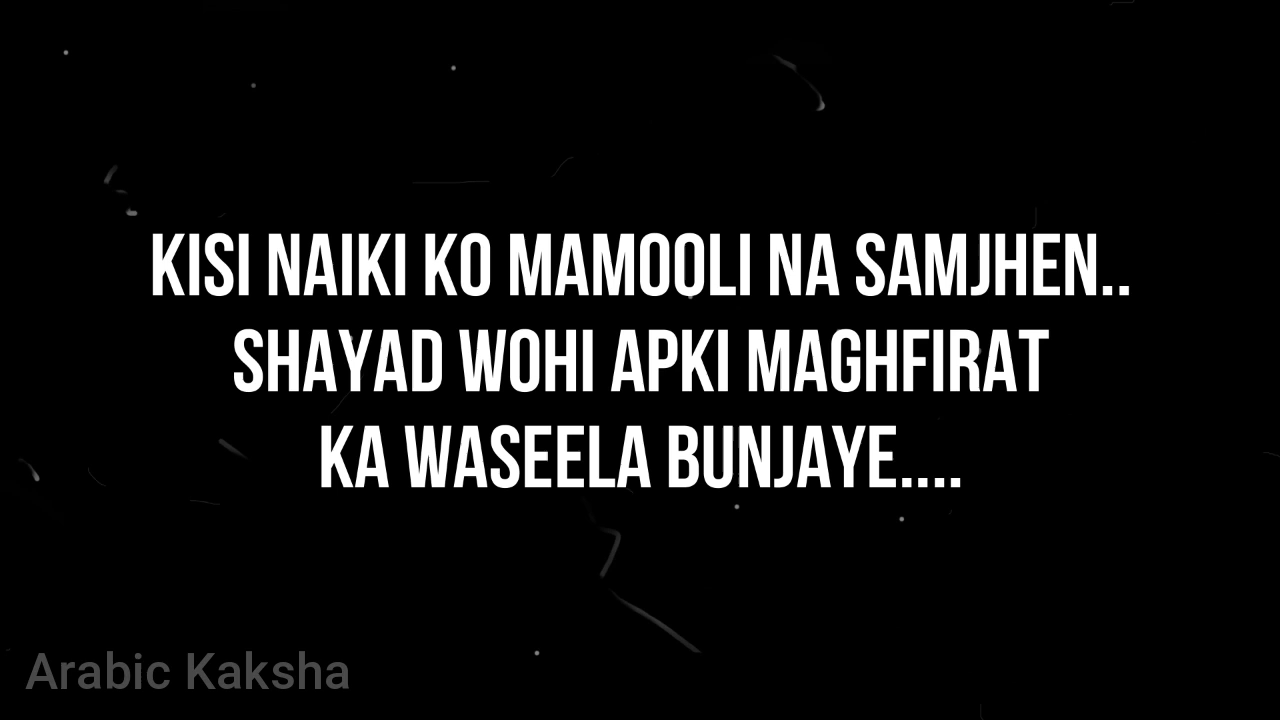 KISI NAIKI KO MAMOOLI NA SAMJHEN..
SHAYAD WOHI APKI MAGHFIRAT
KA WASEELA BUNJAYE....
Arabic Kaksha